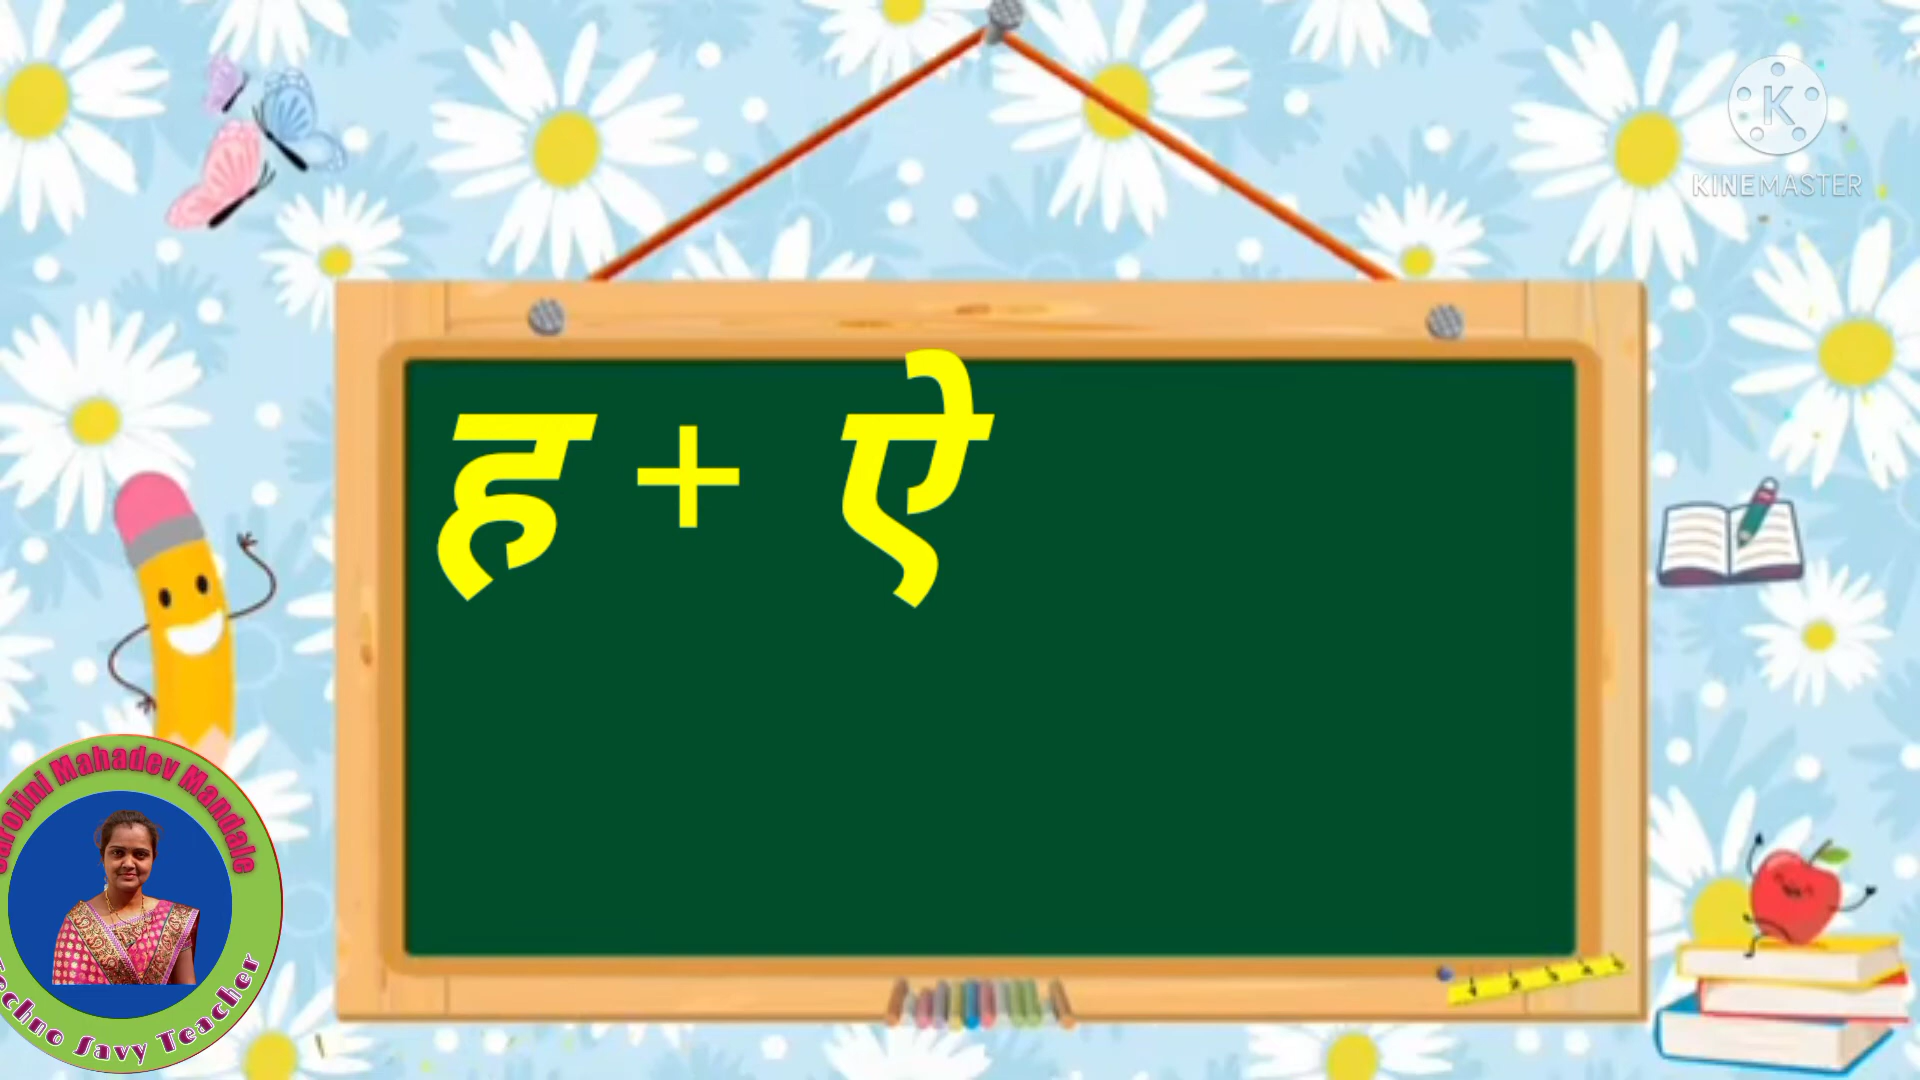 KINEMASTER
ह + ऐ
Sarojini Mahadev Mandale
Techno Savy Teacher